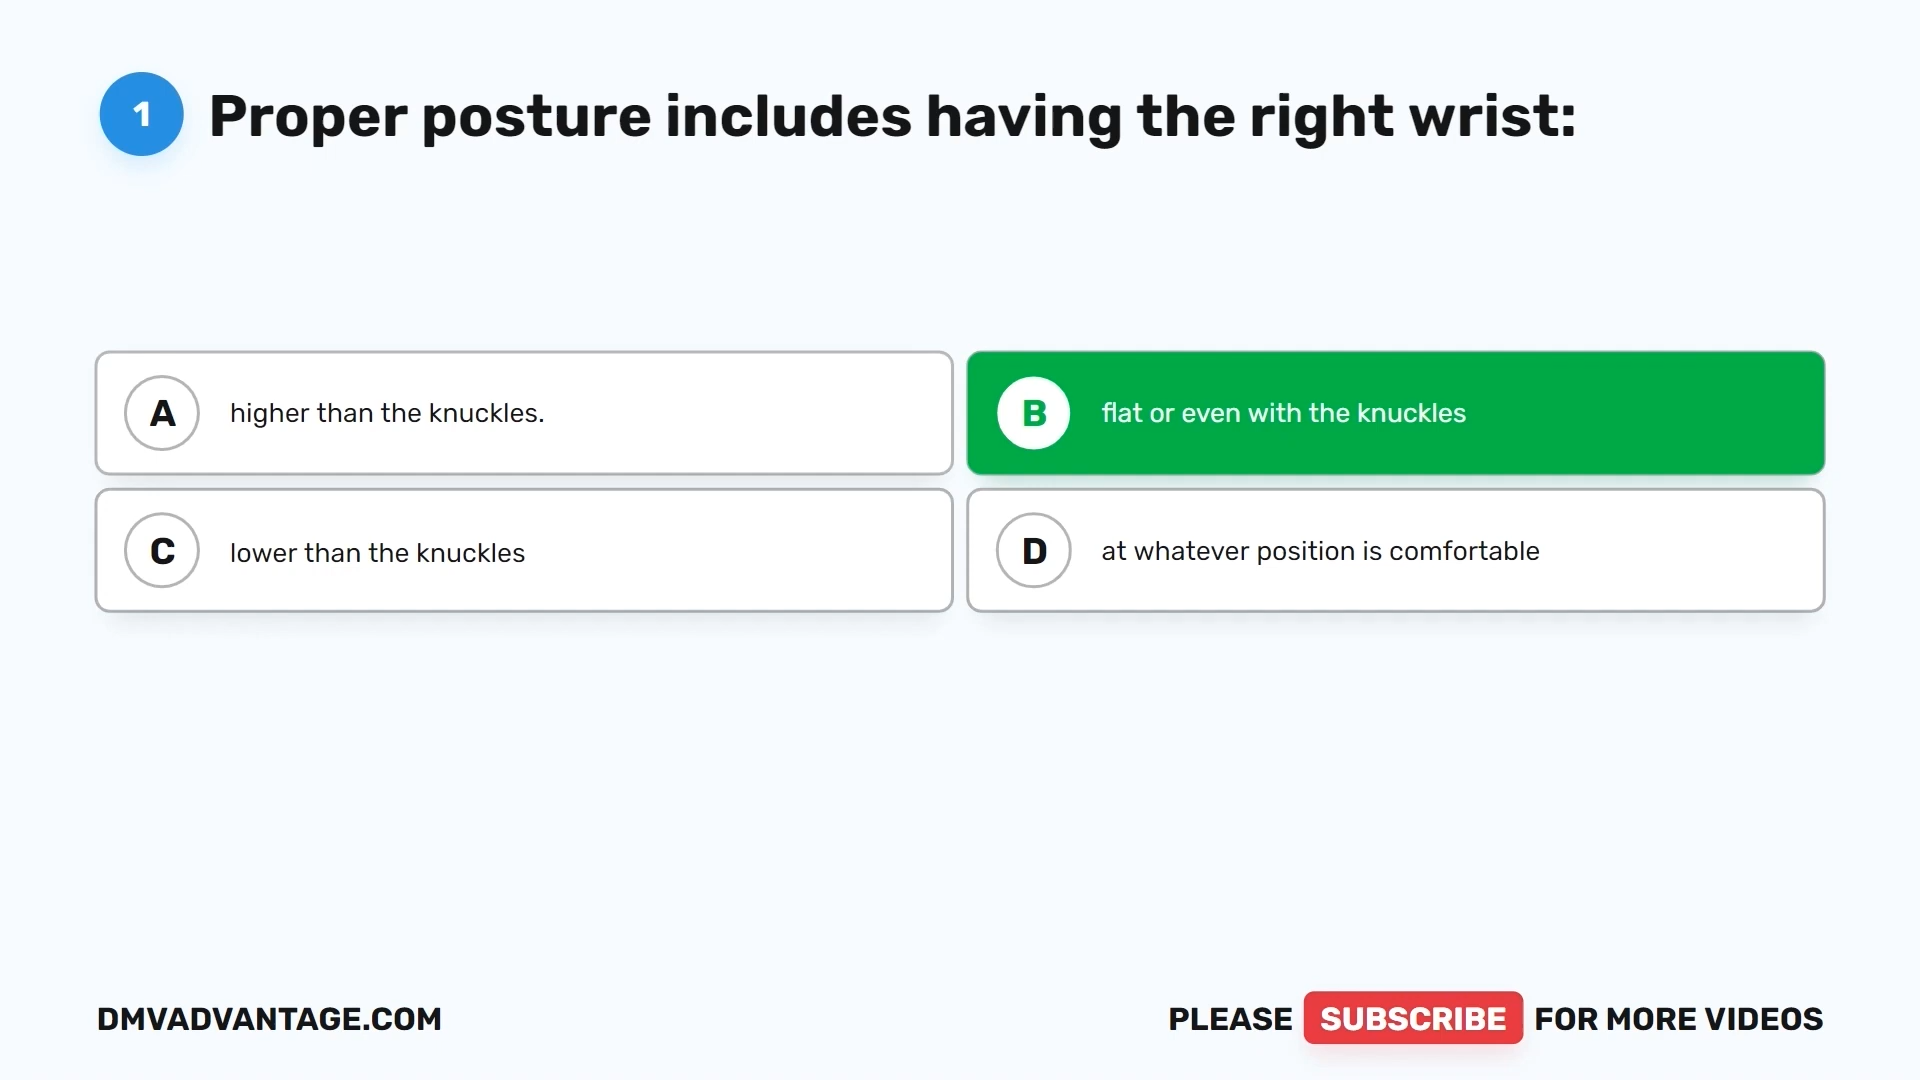 1 Proper posture includes having the right wrist:
A higher than the knuckles.
B flat or even with the knuckles
C lower than the knuckles
D at whatever position is comfortable
DMVADVANTAGE.COM
PLEASE SUBSCRIBE FOR MORE VIDEOS